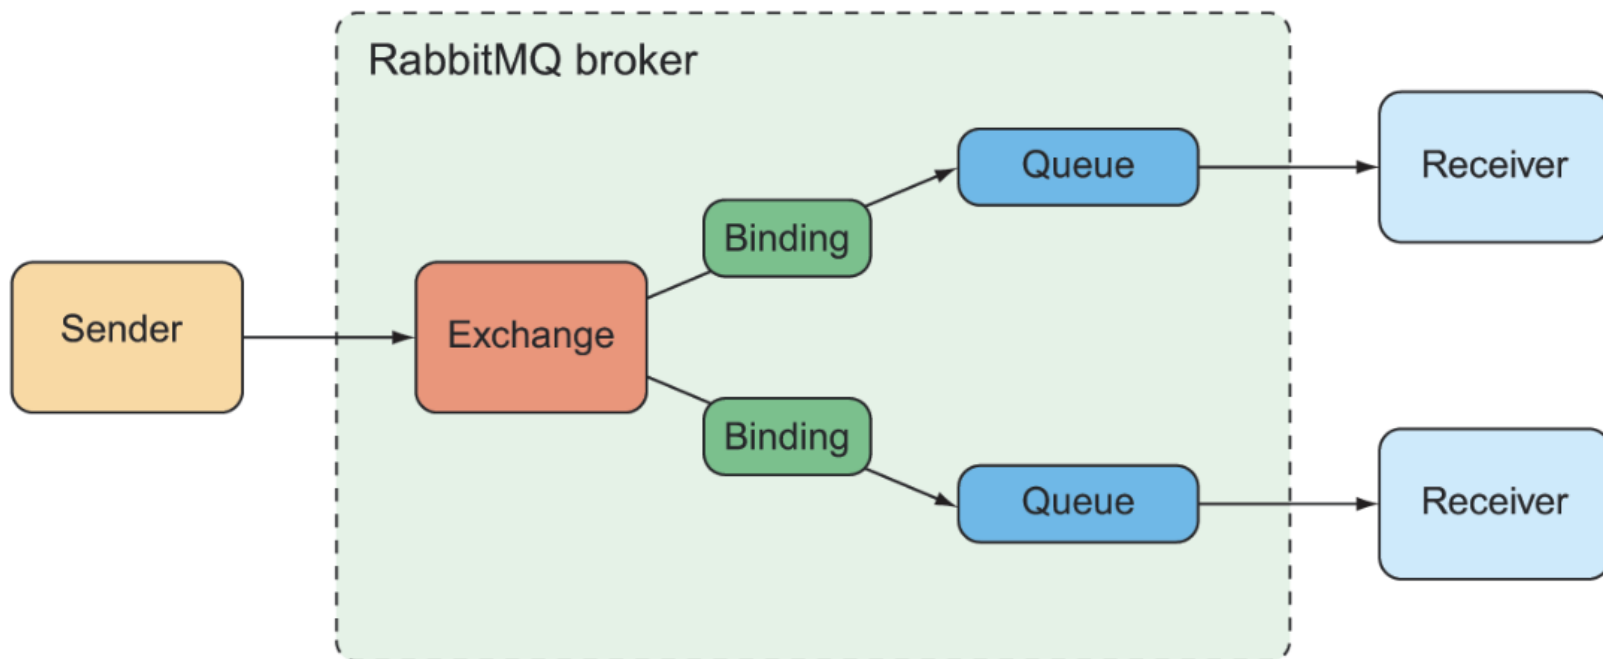 RabbitMQ broker
Queue
Receiver
Binding
Sender
Exchange
Binding
Queue
Receiver